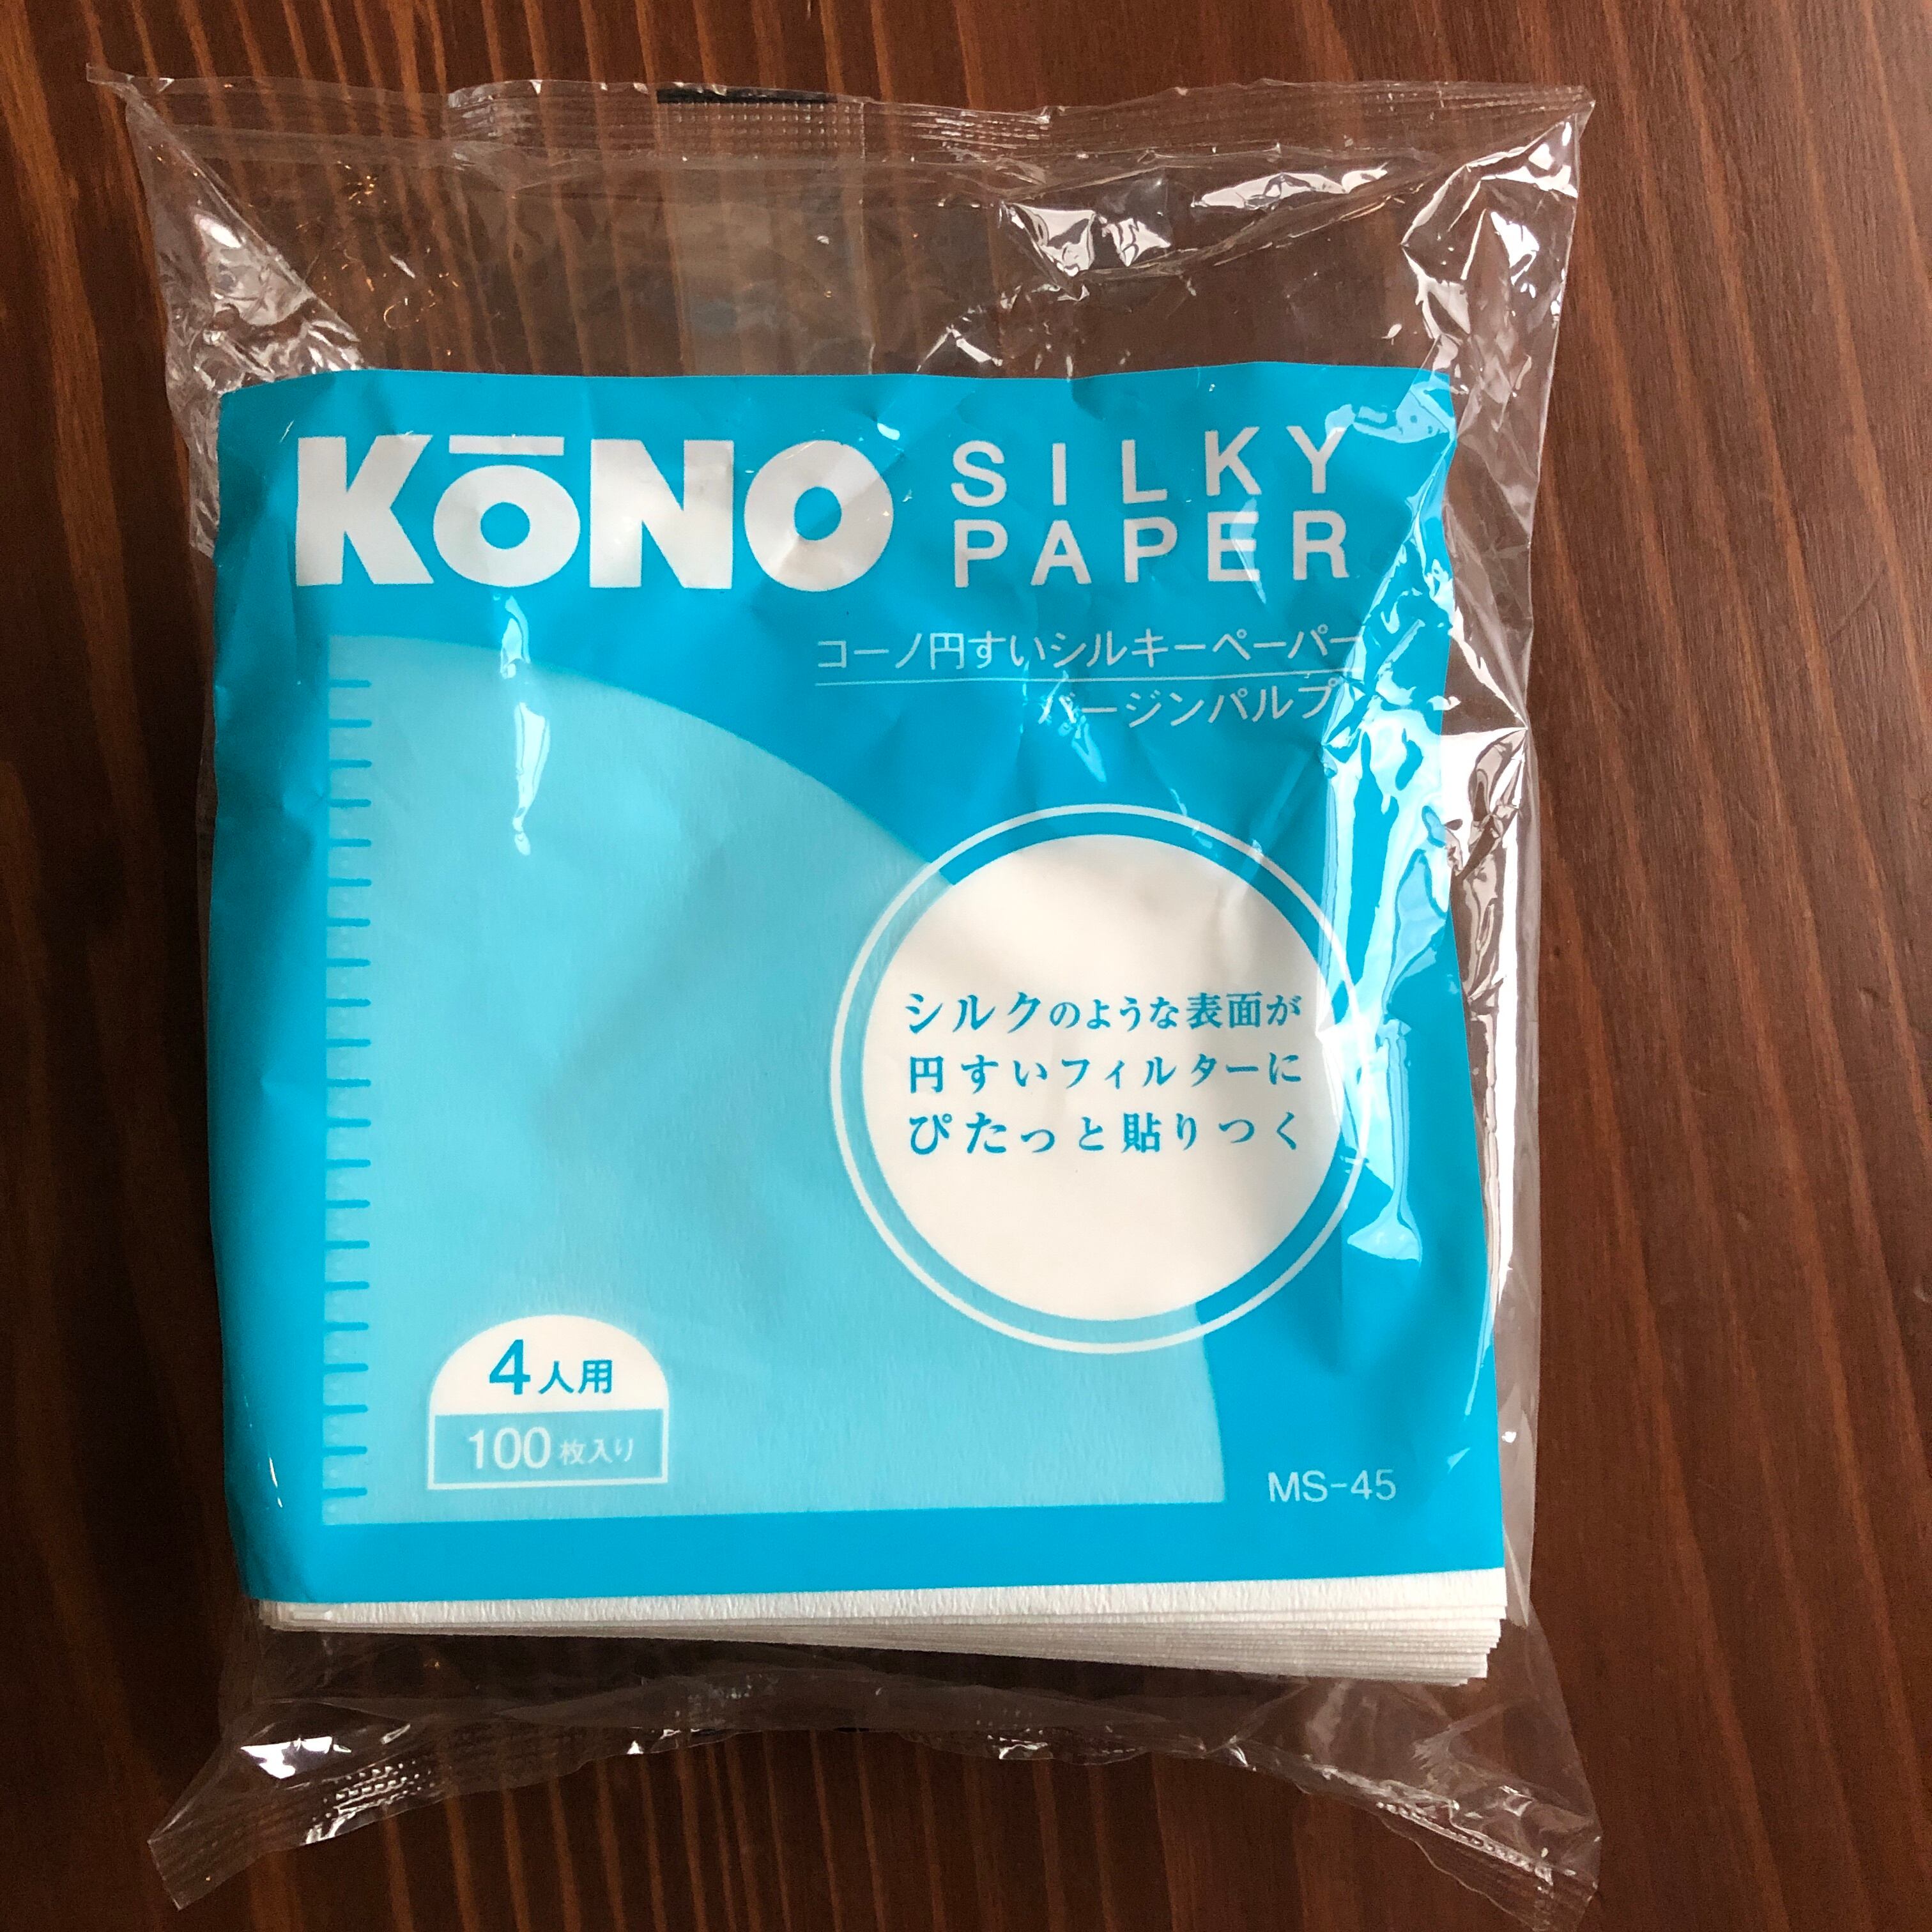 KŌNO
SILKY
PAPER
コーノ円すいシルキーペーパー
バージンパルプ
シルクのような表面が
円すいフィルターに
ぴたっと貼りつく
4人用
100枚入り
MS-45